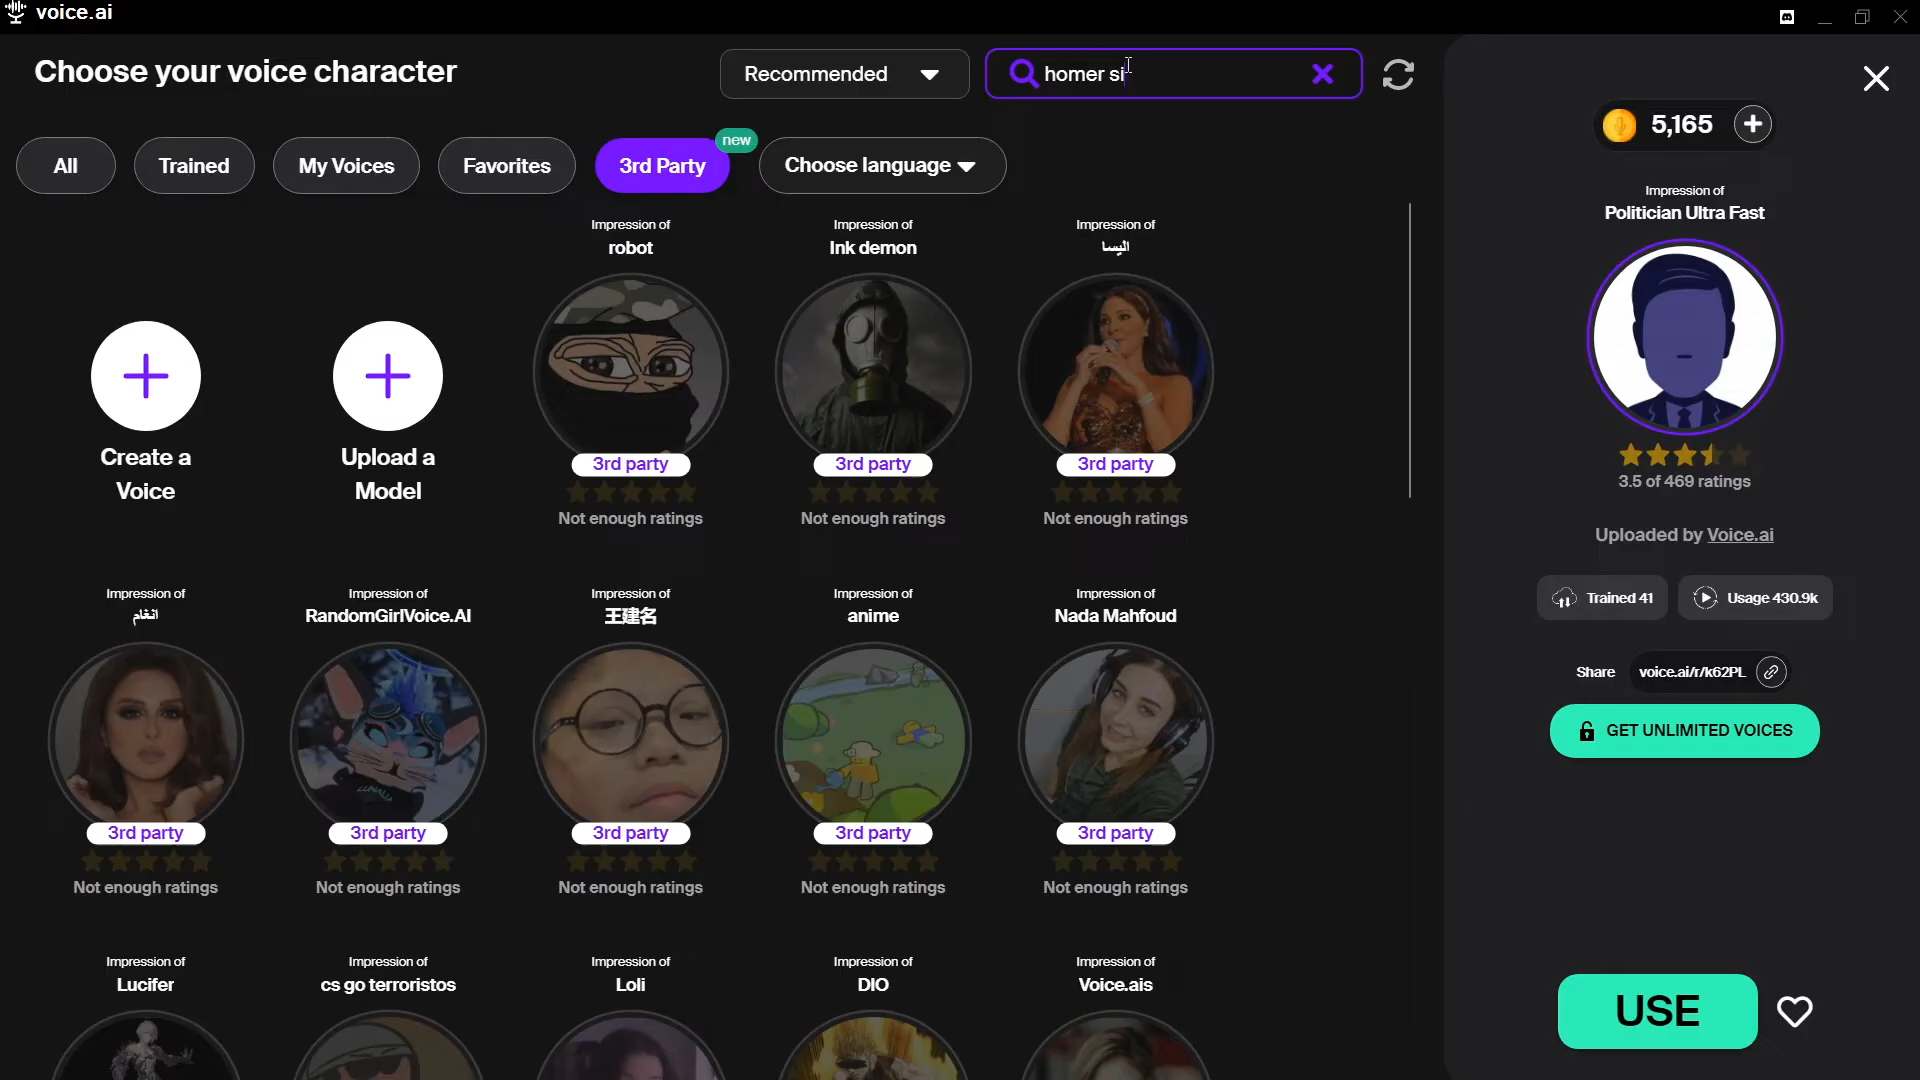 voice.ai
Choose your voice character
Recommended
homer si
5,165
All
Trained
My Voices
Favorites
3rd Party
new
Choose language
Impression of
Politician Ultra Fast
3.5 of 469 ratings
Uploaded by Voice.ai
Trained 41
Usage 430.9k
Share voice.ai/r/k62PL
GET UNLIMITED VOICES
USE
Create a
Voice
Upload a
Model
Impression of
robot
3rd party
Not enough ratings
Impression of
Ink demon
3rd party
Not enough ratings
Impression of
اليسا
3rd party
Not enough ratings
Impression of
انغام
3rd party
Not enough ratings
Impression of
RandomGirlVoice.AI
3rd party
Not enough ratings
Impression of
王建名
3rd party
Not enough ratings
Impression of
anime
3rd party
Not enough ratings
Impression of
Nada Mahfoud
3rd party
Not enough ratings
Impression of
Lucifer
Impression of
cs go terroristos
Impression of
Loli
Impression of
DIO
Impression of
Voice.ais